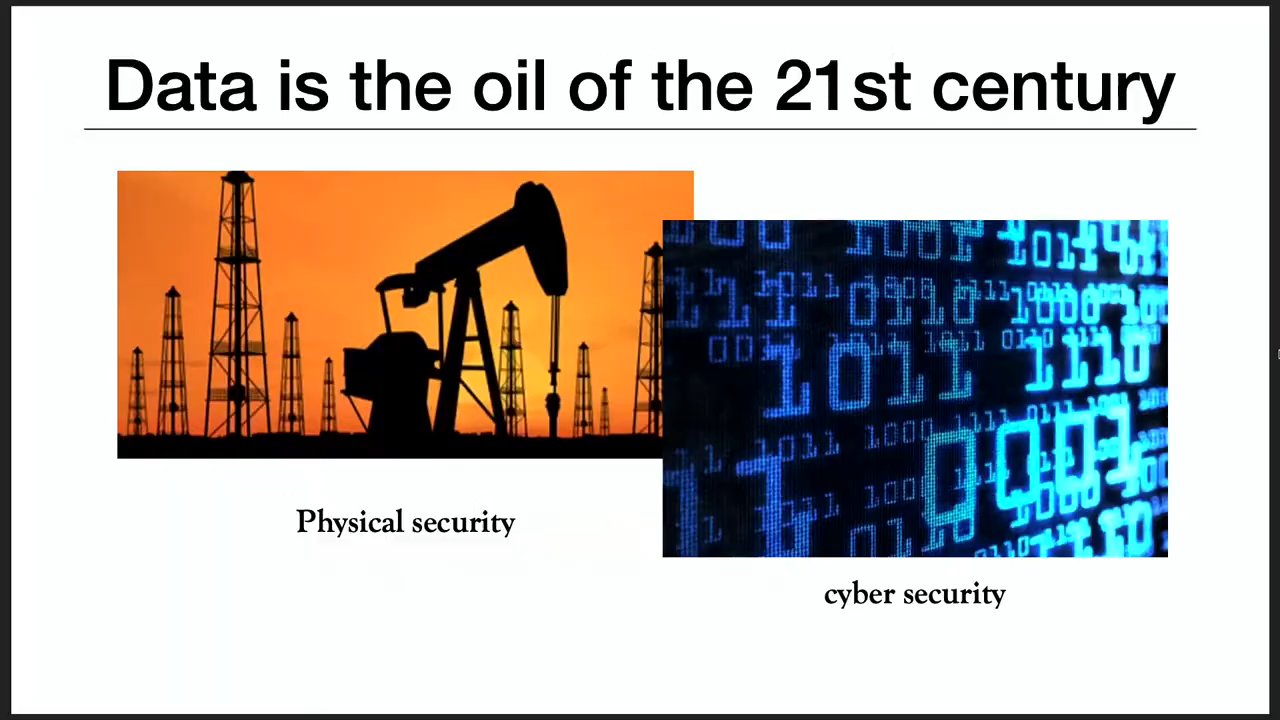 Data is the oil of the 21st century
Physical security
cyber security